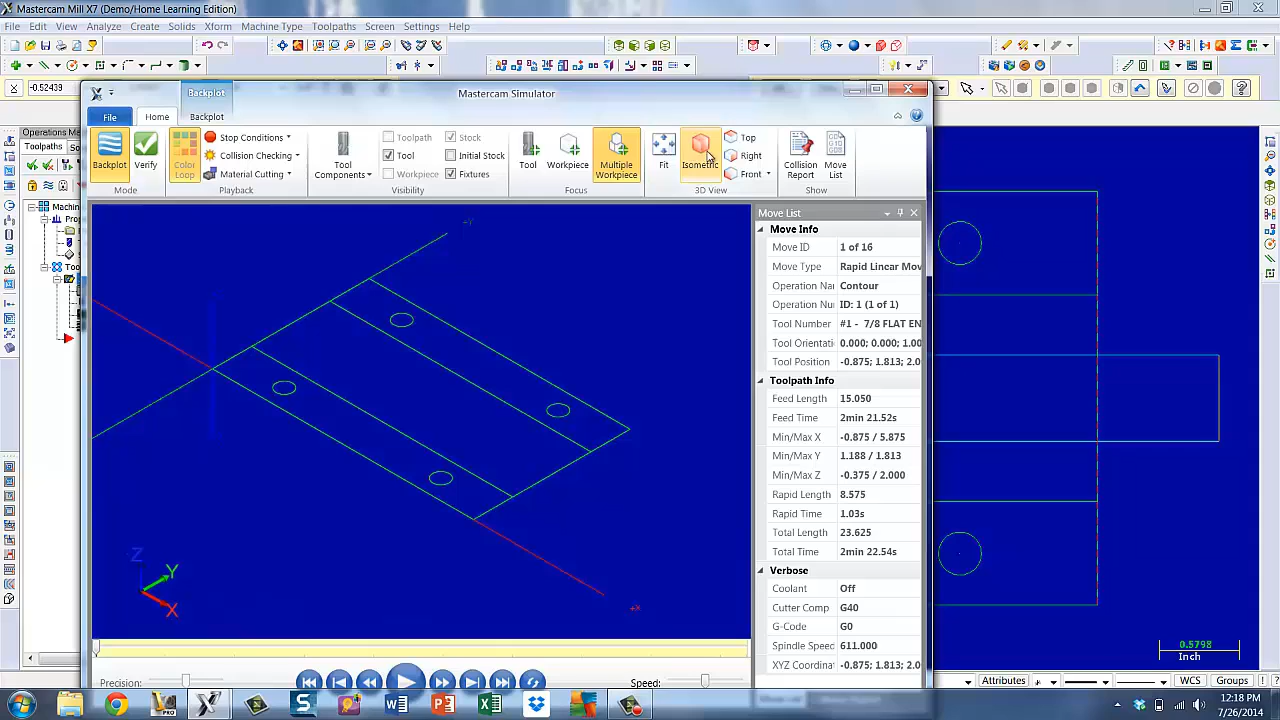 Mastercam Mill X7 (Demo/Home Learning Edition)
File Edit View Analyze Create Solids Xform Machine Type Toolpaths Screen Settings Help
-0.52439
Backplot
Mastercam Simulator
File Home Backplot
Operations M
Toolpaths So
Backplot
Verify
Color Loop
Stop Conditions
Collision Checking
Material Cutting
Tool Components
Toolpath
Tool
Workpiece
Stock
Initial Stock
Fixtures
Tool
Workpiece
Multiple Workpiece
Fit
Isometric
Top
Right
Front
Collision Report
Move List
Mode Playback Visibility Focus 3D View Show
Machin
Prop
Tool
Move List
Move Info
Move ID 1 of 16
Move Type Rapid Linear Mov
Operation Nar Contour
Operation Nu ID: 1 (1 of 1)
Tool Number #1 - 7/8 FLAT EN
Tool Orientati 0.000; 0.000; 1.00
Tool Position -0.875; 1.813; 2.0
Toolpath Info
Feed Length 15.050
Feed Time 2min 21.52s
Min/Max X -0.875 / 5.875
Min/Max Y 1.188 / 1.813
Min/Max Z -0.375 / 2.000
Rapid Length 8.575
Rapid Time 1.03s
Total Length 23.625
Total Time 2min 22.54s
Verbose
Coolant Off
Cutter Comp G40
G-Code G0
Spindle Speed 611.000
XYZ Coordina -0.875; 1.813; 2.0
+Y
+X
Z
Y
X
0.5798
Inch
Precision:
Speed:
Attributes
WCS
Groups
12:18 PM
7/26/2014